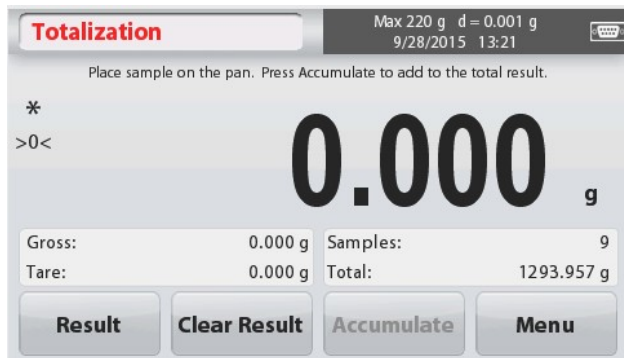 Totalization
Max 220 g d = 0.001 g
9/28/2015 13:21
Place sample on the pan. Press Accumulate to add to the total result.
*
>0<
0.000 g
Gross: 0.000 g Samples: 9
Tare: 0.000 g Total: 1293.957 g
Result Clear Result Accumulate Menu